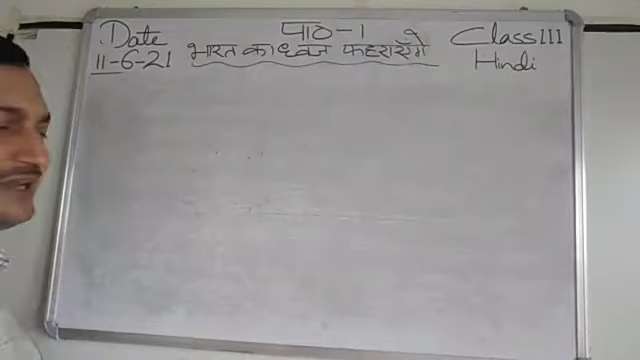 Date पाठ-1 Class III
11-6-21 भारत का ध्वज फहरायेंगे Hindi